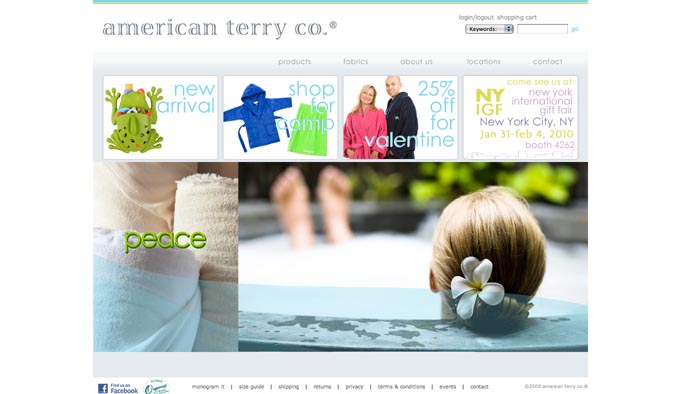 american terry co.®
login/logout shopping cart
Keywords:
go
products fabrics about us locations contact
new
arrival
shop
for
camp
25%
off
for
valentine
come see us at
NY
IGF
new york
international
gift fair
New York City, NY
Jan 31-feb 4, 2010
booth 4262
peace
Find us on
Facebook
Organic
monogram it | size guide | shipping | returns | privacy | terms & conditions | events | contact
©2009 american terry co.®